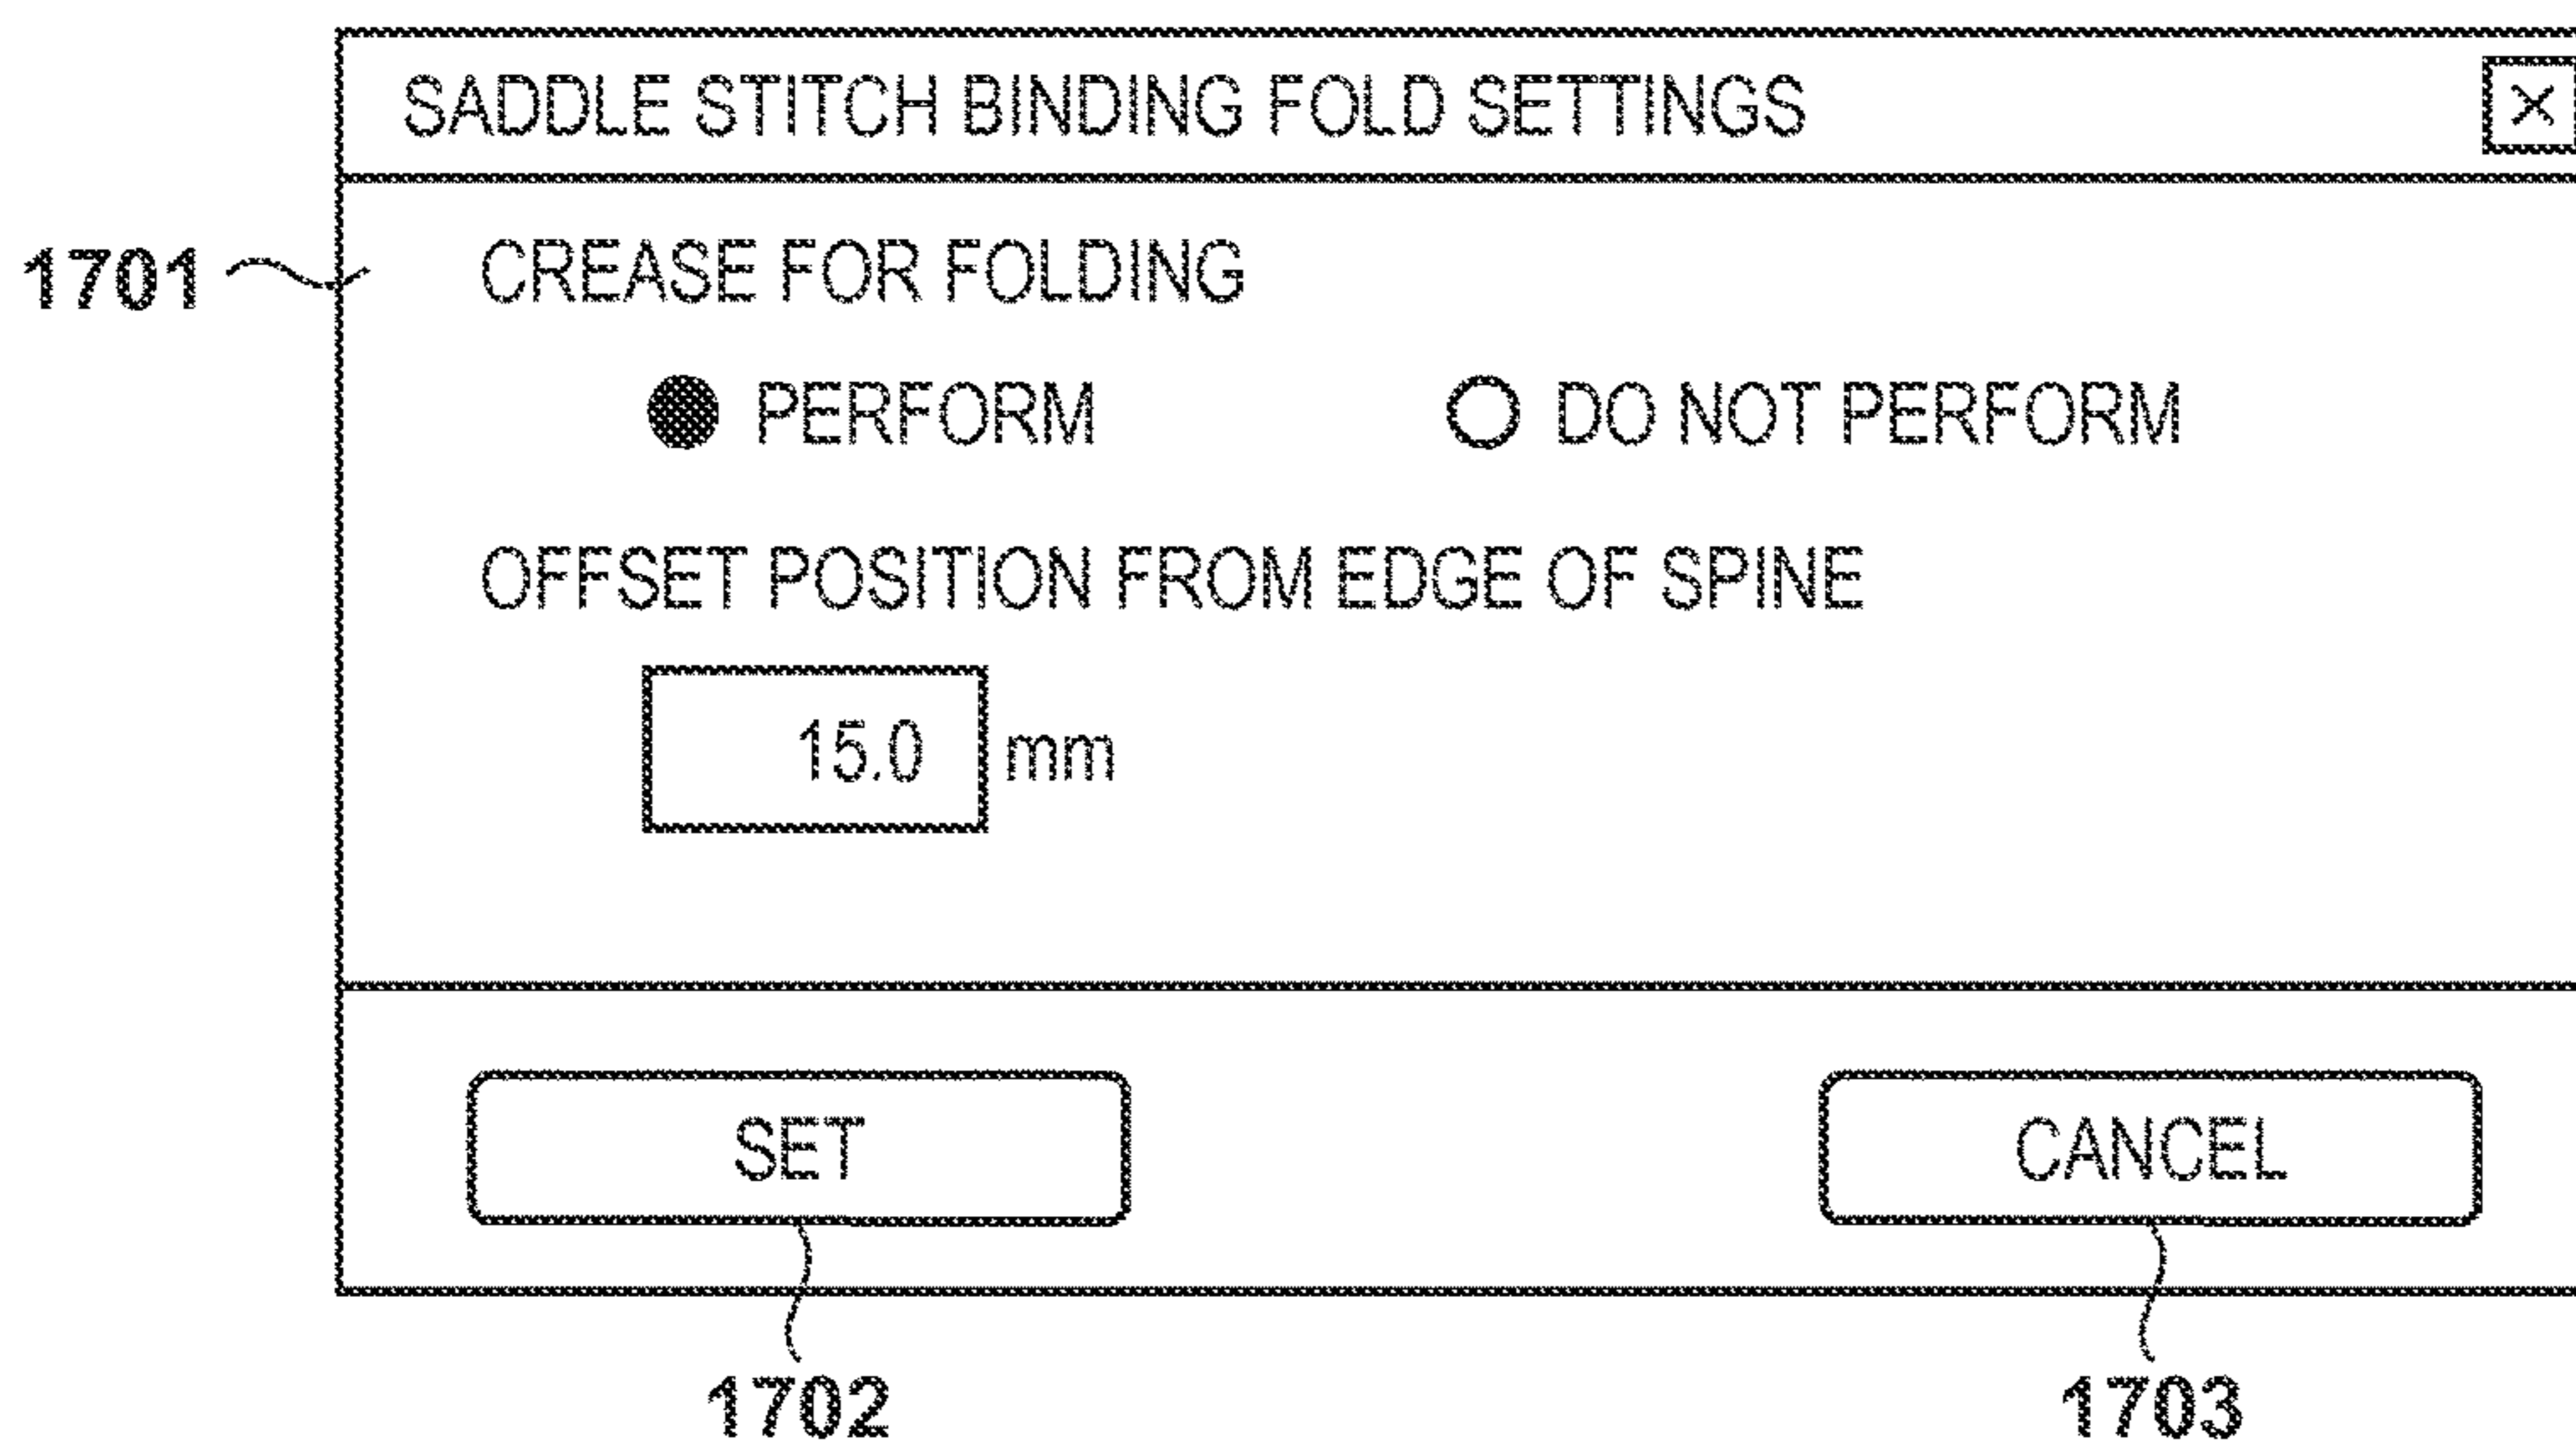 SADDLE STITCH BINDING FOLD SETTINGS X
1701 CREASE FOR FOLDING
PERFORM DO NOT PERFORM
OFFSET POSITION FROM EDGE OF SPINE
15.0 mm
SET CANCEL
1702 1703